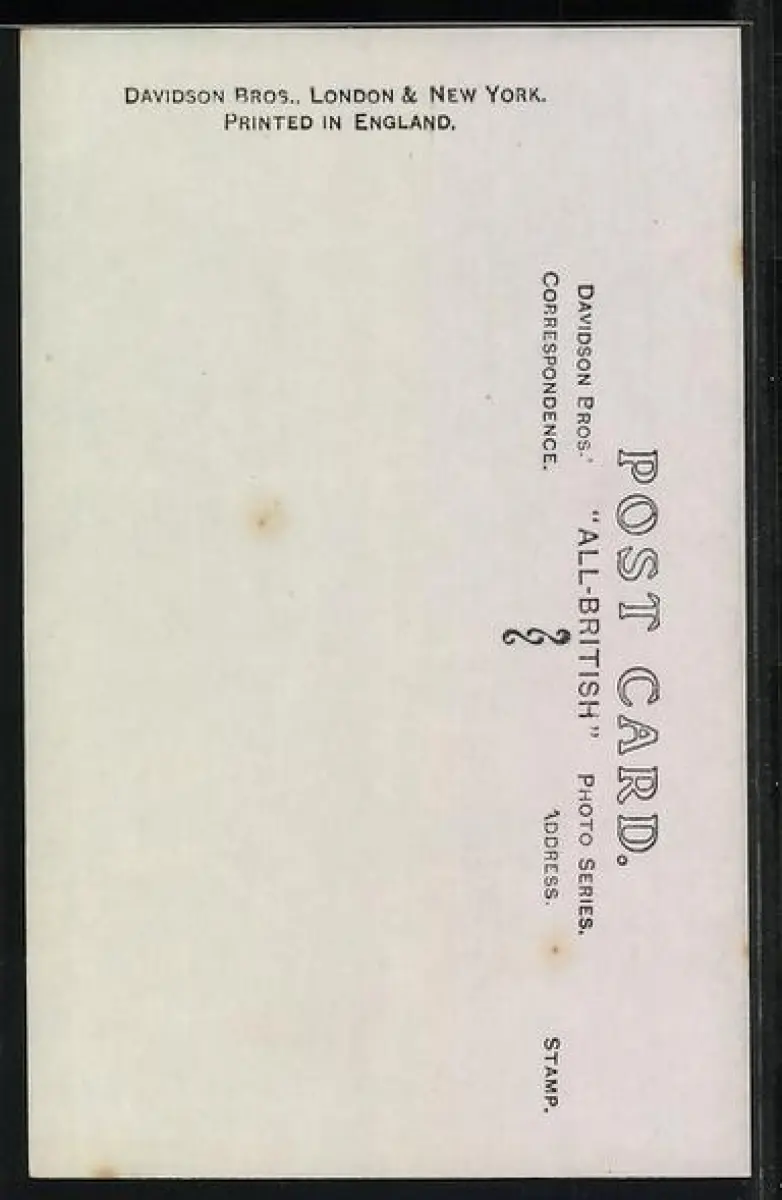 POST CARD.
DAVIDSON BROS.' "ALL-BRITISH" PHOTO SERIES.
CORRESPONDENCE. ADDRESS. STAMP.
DAVIDSON BROS., LONDON & NEW YORK.
PRINTED IN ENGLAND.